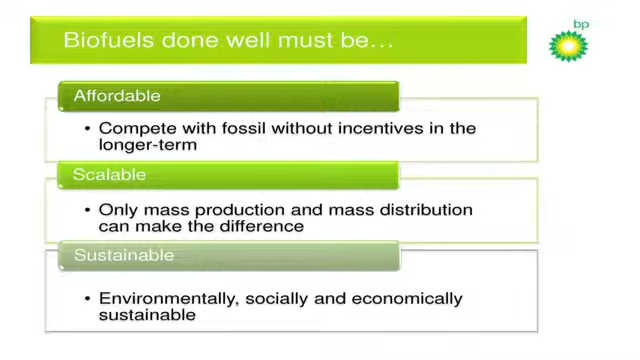 Biofuels done well must be…
bp
Affordable
• Compete with fossil without incentives in the
longer-term
Scalable
• Only mass production and mass distribution
can make the difference
Sustainable
• Environmentally, socially and economically
sustainable